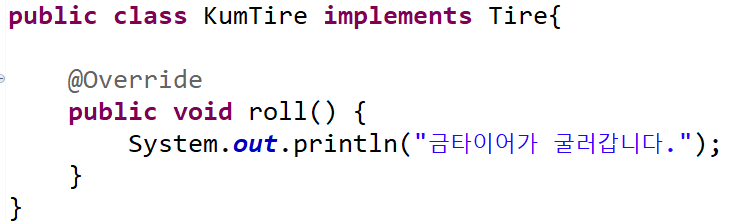 public class KumTire implements Tire{
@Override
public void roll() {
System.out.println("금타이어가 굴러갑니다.");
}
}